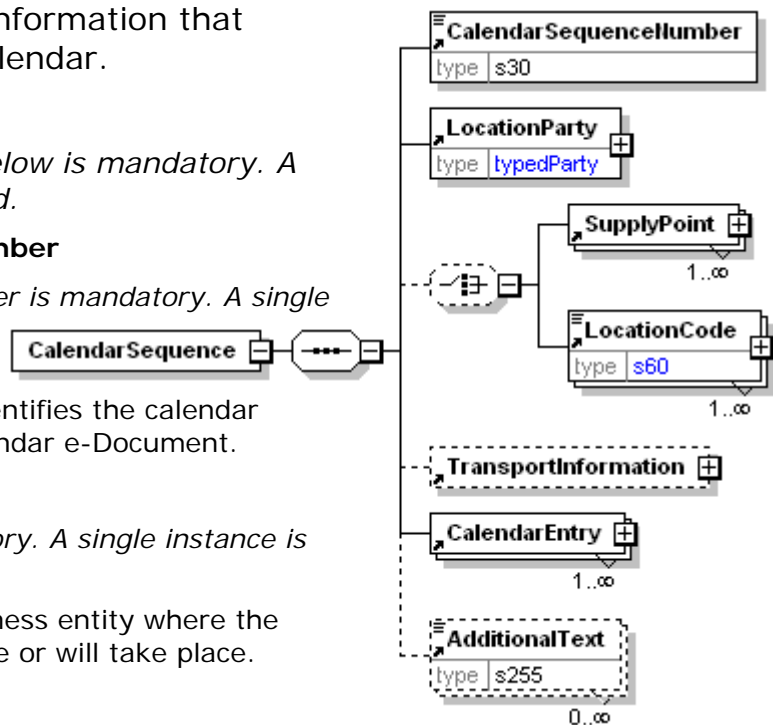 nformation that
lendar.
elow is mandatory. A
d.
nber
er is mandatory. A single
entifies the calendar
ndar e-Document.
ory. A single instance is
ness entity where the
e or will take place.
CalendarSequence
CalendarSequenceNumber
type s30
LocationParty
type typedParty
SupplyPoint
1..∞
LocationCode
type s60
1..∞
TransportInformation
CalendarEntry
1..∞
AdditionalText
type s255
0..∞